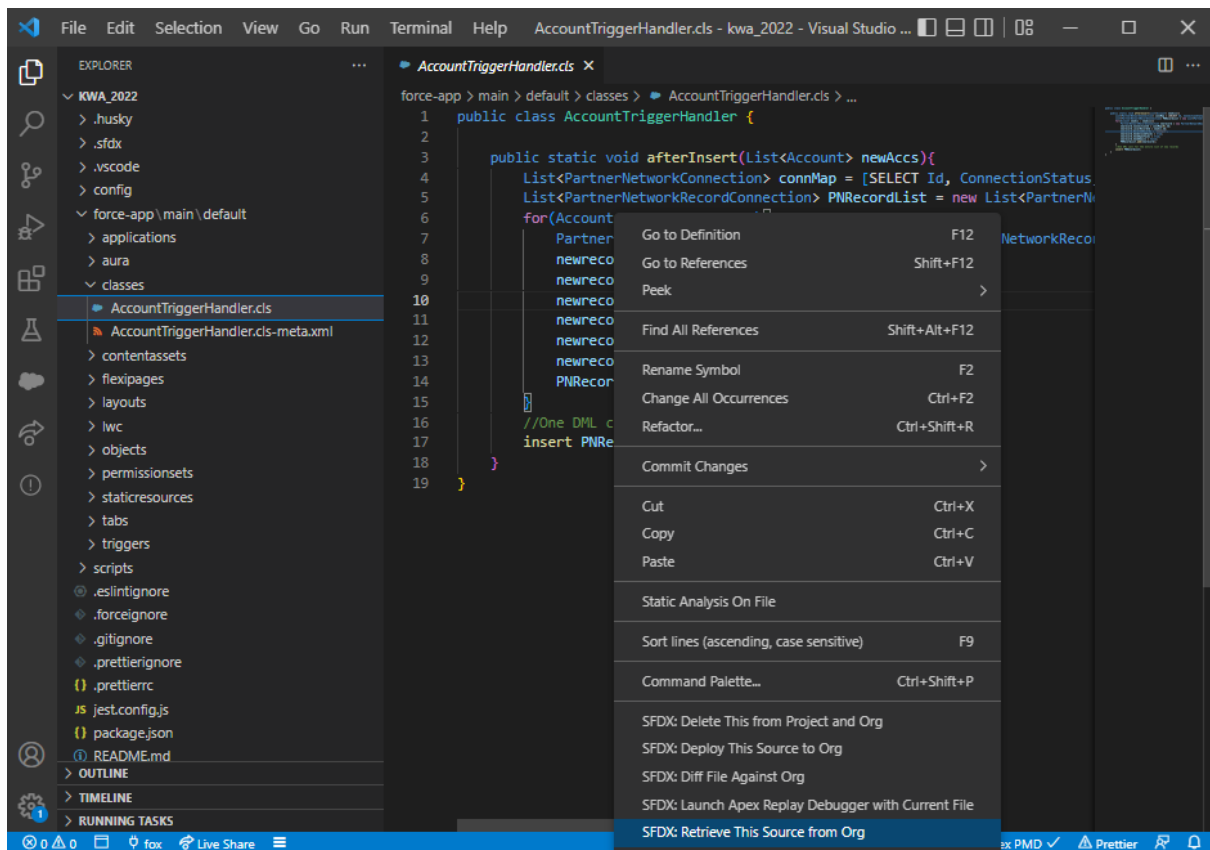 File Edit Selection View Go Run Terminal Help AccountTriggerHandler.cls - kwa_2022 - Visual Studio ...
EXPLORER ...
KWA_2022
.husky
.sfdx
.vscode
config
force-app\main\default
applications
aura
classes
AccountTriggerHandler.cls
AccountTriggerHandler.cls-meta.xml
contentassets
flexipages
layouts
lwc
objects
permissionsets
staticresources
tabs
triggers
scripts
.eslintignore
.forceignore
.gitignore
.prettierignore
{} .prettierrc
JS jest.config.js
{} package.json
README.md
OUTLINE
TIMELINE
RUNNING TASKS
AccountTriggerHandler.cls
force-app > main > default > classes > AccountTriggerHandler.cls > ...
1 public class AccountTriggerHandler {
2
3 public static void afterInsert(List<Account> newAccs){
4 List<PartnerNetworkConnection> connMap = [SELECT Id, ConnectionStatus,
5 List<PartnerNetworkRecordConnection> PNRecordList = new List<PartnerN
6 for(Account
7 Partner NetworkRecor
8 newreco
9 newreco
10 newreco
11 newreco
12 newreco
13 newreco
14 PNRecor
15 }
16 //One DML c
17 insert PNRe
18 }
19 }
Go to Definition F12
Go to References Shift+F12
Peek >
Find All References Shift+Alt+F12
Rename Symbol F2
Change All Occurrences Ctrl+F2
Refactor... Ctrl+Shift+R
Commit Changes >
Cut Ctrl+X
Copy Ctrl+C
Paste Ctrl+V
Static Analysis On File
Sort lines (ascending, case sensitive) F9
Command Palette... Ctrl+Shift+P
SFDX: Delete This from Project and Org
SFDX: Deploy This Source to Org
SFDX: Diff File Against Org
SFDX: Launch Apex Replay Debugger with Current File
SFDX: Retrieve This Source from Org
1
0 0 fox Live Share ex PMD Prettier